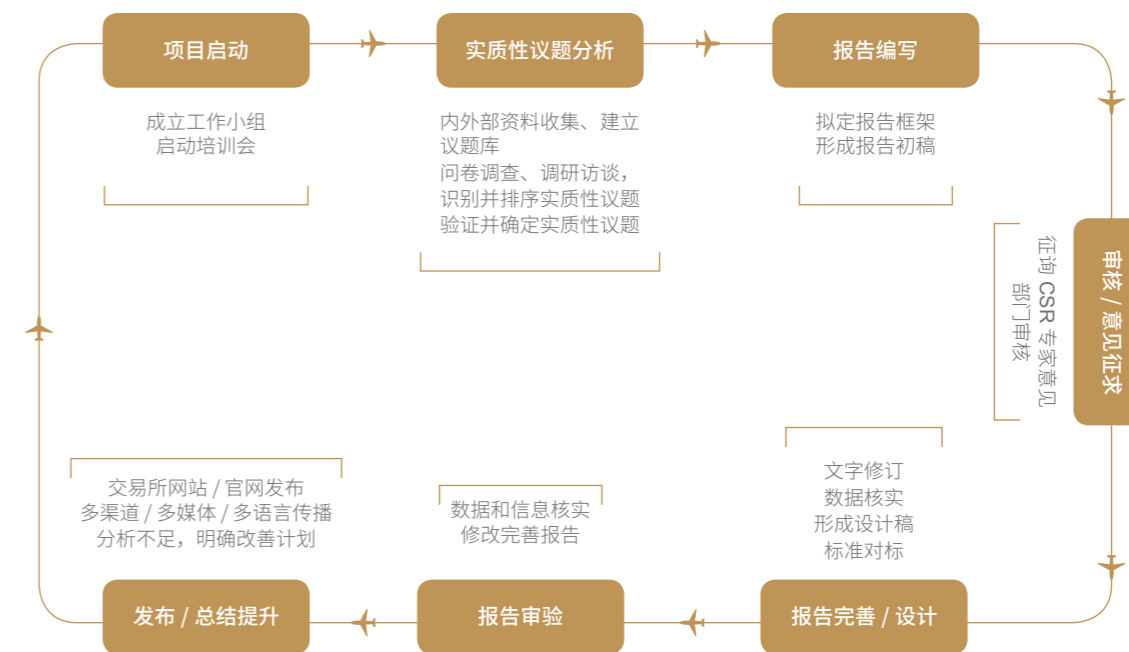 项目启动
成立工作小组
启动培训会
实质性议题分析
内外部资料收集、建立
议题库
问卷调查、调研访谈，
识别并排序实质性议题
验证并确定实质性议题
报告编写
拟定报告框架
形成报告初稿
审核 / 意见征求
征询 CSR 专家意见
部门审核
报告完善 / 设计
文字修订
数据核实
形成设计稿
标准对标
报告审验
数据和信息核实
修改完善报告
发布 / 总结提升
交易所网站 / 官网发布
多渠道 / 多媒体 / 多语言传播
分析不足，明确改善计划